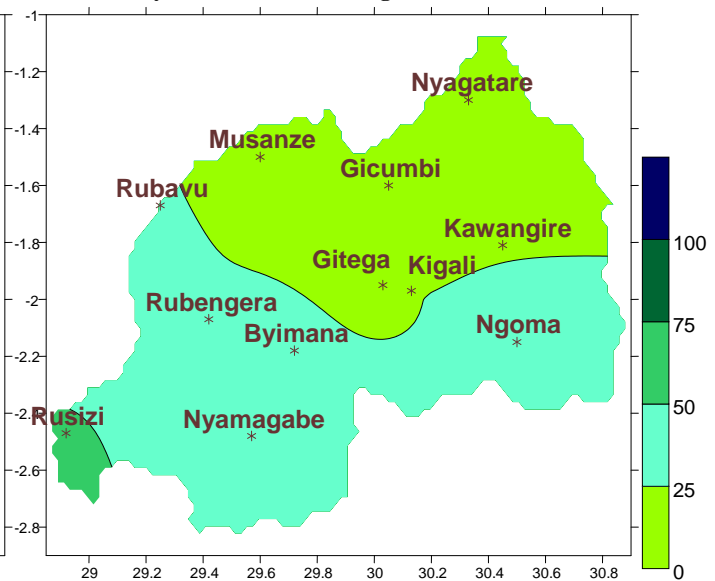 -1
-1.2
-1.4
-1.6
-1.8
-2
-2.2
-2.4
-2.6
-2.8
Nyagatare
Musanze
Gicumbi
Rubavu
Kawangire
Gitega
Kigali
Rubengera
Byimana
Ngoma
Rusizi
Nyamagabe
100
75
50
25
0
29 29.2 29.4 29.6 29.8 30 30.2 30.4 30.6 30.8